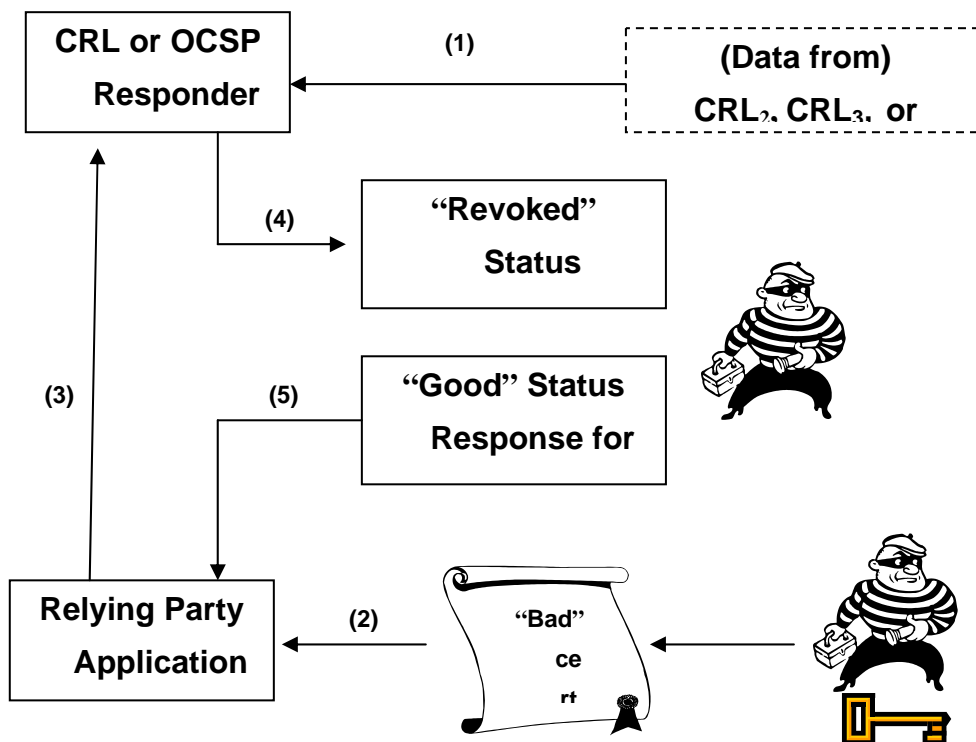 CRL or OCSP
Responder
(1)
(Data from)
CRL2, CRL3, or
(4)
“Revoked”
Status
(3)
(5)
“Good” Status
Response for
Relying Party
Application
(2)
“Bad”
ce
rt